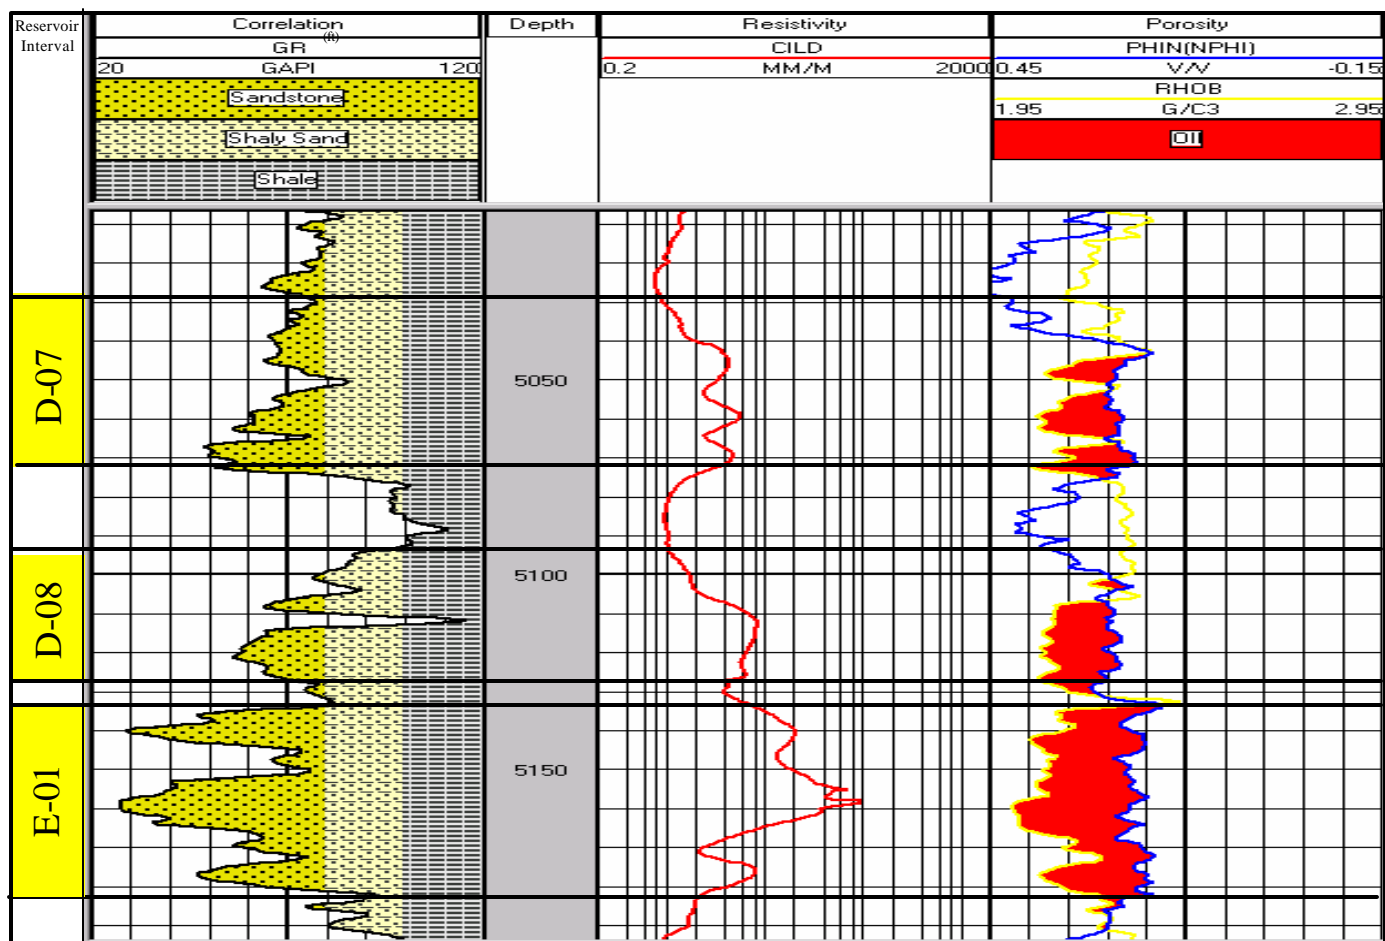 Reservoir
Interval
Correlation
(ft)
GR
20 GAPI 120
Sandstone
Shaly Sand
Shale
Depth
Resistivity
CILD
0.2 MM/M 2000
Porosity
PHIN(NPHI)
0.45 V/V -0.15
RHOB
1.95 G/C3 2.95
OIl
D-07
5050
D-08
5100
E-01
5150